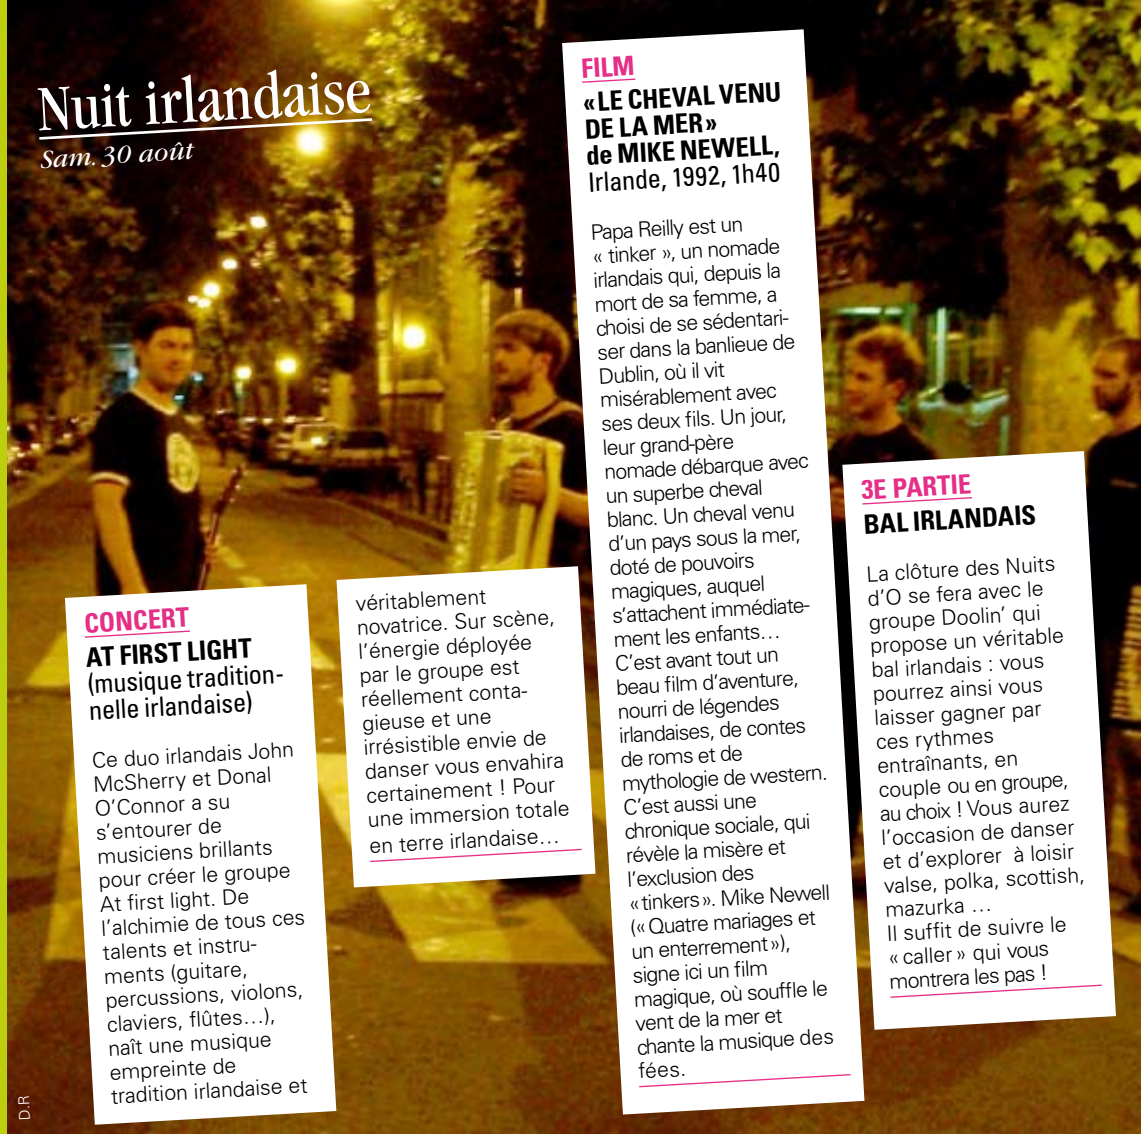 Nuit irlandaise
Sam. 30 août
CONCERT
AT FIRST LIGHT
(musique tradition-
nelle irlandaise)
Ce duo irlandais John
McSherry et Donal
O’Connor a su
s’entourer de
musiciens brillants
pour créer le groupe
At first light. De
l’alchimie de tous ces
talents et instru-
ments (guitare,
percussions, violons,
claviers, flûtes…),
naît une musique
empreinte de
tradition irlandaise et
véritablement
novatrice. Sur scène,
l’énergie déployée
par le groupe est
réellement conta-
gieuse et une
irrésistible envie de
danser vous envahira
certainement ! Pour
une immersion totale
en terre irlandaise…
FILM
«LE CHEVAL VENU
DE LA MER»
de MIKE NEWELL,
Irlande, 1992, 1h40
Papa Reilly est un
« tinker », un nomade
irlandais qui, depuis la
mort de sa femme, a
choisi de se sédentari-
ser dans la banlieue de
Dublin, où il vit
misérablement avec
ses deux fils. Un jour,
leur grand-père
nomade débarque avec
un superbe cheval
blanc. Un cheval venu
d’un pays sous la mer,
doté de pouvoirs
magiques, auquel
s’attachent immédiate-
ment les enfants…
C’est avant tout un
beau film d’aventure,
nourri de légendes
irlandaises, de contes
de roms et de
mythologie de western.
C’est aussi une
chronique sociale, qui
révèle la misère et
l’exclusion des
«tinkers». Mike Newell
(« Quatre mariages et
un enterrement »),
signe ici un film
magique, où souffle le
vent de la mer et
chante la musique des
fées.
3E PARTIE
BAL IRLANDAIS
La clôture des Nuits
d’O se fera avec le
groupe Doolin’ qui
propose un véritable
bal irlandais : vous
pourrez ainsi vous
laisser gagner par
ces rythmes
entraînants, en
couple ou en groupe,
au choix ! Vous aurez
l’occasion de danser
et d’explorer à loisir
valse, polka, scottish,
mazurka …
Il suffit de suivre le
« caller » qui vous
montrera les pas !
D.R